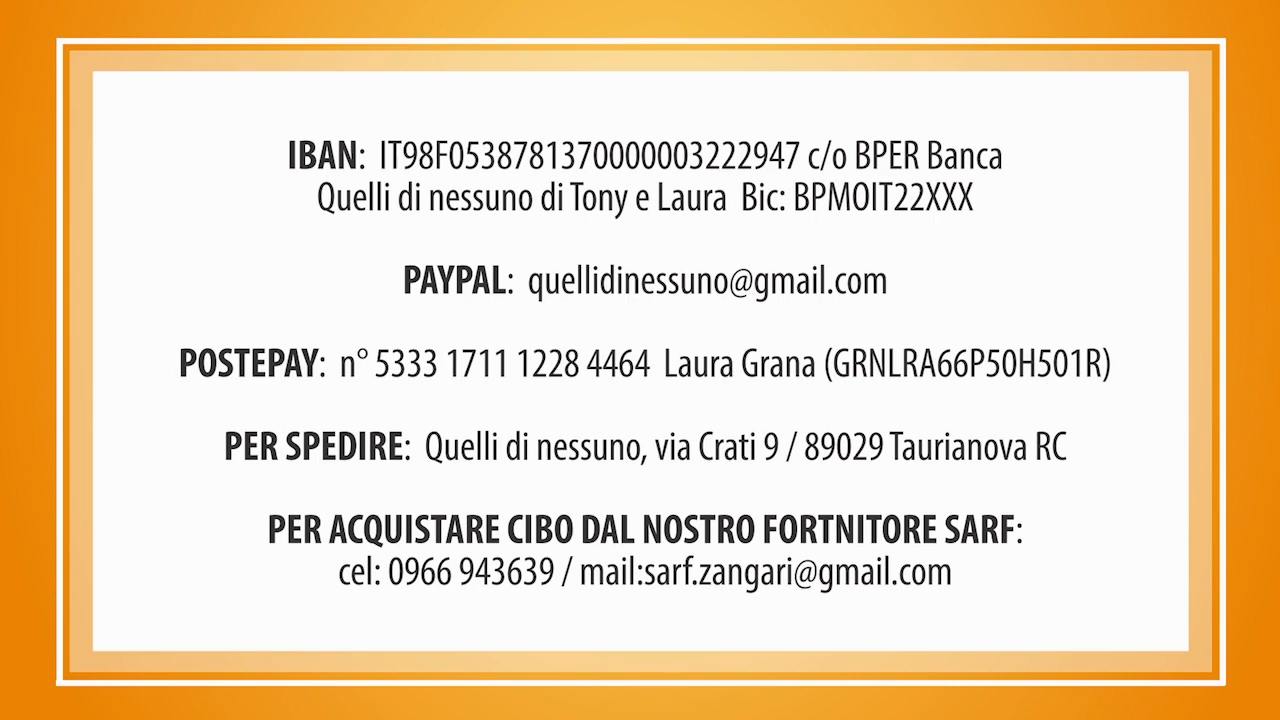 IBAN: IT98F0538781370000003222947 c/o BPER Banca
Quelli di nessuno di Tony e Laura Bic: BPMOIT22XXX
PAYPAL: quellidinessuno@gmail.com
POSTEPAY: n° 5333 1711 1228 4464 Laura Grana (GRNLRA66P50H501R)
PER SPEDIRE: Quelli di nessuno, via Crati 9 / 89029 Taurianova RC
PER ACQUISTARE CIBO DAL NOSTRO FORTNITORE SARF:
cel: 0966 943639 / mail:sarf.zangari@gmail.com